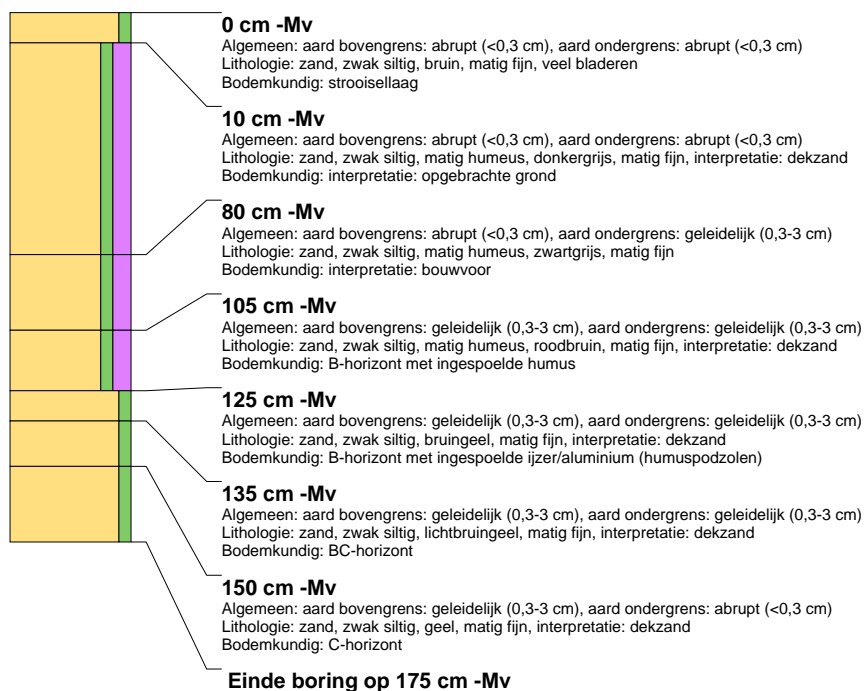 0 cm -Mv
Algemeen: aard bovengrens: abrupt (<0,3 cm), aard ondergrens: abrupt (<0,3 cm)
Lithologie: zand, zwak siltig, bruin, matig fijn, veel bladeren
Bodemkundig: strooisellaag
10 cm -Mv
Algemeen: aard bovengrens: abrupt (<0,3 cm), aard ondergrens: abrupt (<0,3 cm)
Lithologie: zand, zwak siltig, matig humeus, donkergrijs, matig fijn, interpretatie: dekzand
Bodemkundig: interpretatie: opgebrachte grond
80 cm -Mv
Algemeen: aard bovengrens: abrupt (<0,3 cm), aard ondergrens: geleidelijk (0,3-3 cm)
Lithologie: zand, zwak siltig, matig humeus, zwartgrijs, matig fijn
Bodemkundig: interpretatie: bouwvoor
105 cm -Mv
Algemeen: aard bovengrens: geleidelijk (0,3-3 cm), aard ondergrens: geleidelijk (0,3-3 cm)
Lithologie: zand, zwak siltig, matig humeus, roodbruin, matig fijn, interpretatie: dekzand
Bodemkundig: B-horizont met ingespoelde humus
125 cm -Mv
Algemeen: aard bovengrens: geleidelijk (0,3-3 cm), aard ondergrens: geleidelijk (0,3-3 cm)
Lithologie: zand, zwak siltig, bruingeel, matig fijn, interpretatie: dekzand
Bodemkundig: B-horizont met ingespoelde ijzer/aluminium (humuspodzolen)
135 cm -Mv
Algemeen: aard bovengrens: geleidelijk (0,3-3 cm), aard ondergrens: geleidelijk (0,3-3 cm)
Lithologie: zand, zwak siltig, lichtbruingeel, matig fijn, interpretatie: dekzand
Bodemkundig: BC-horizont
150 cm -Mv
Algemeen: aard bovengrens: geleidelijk (0,3-3 cm), aard ondergrens: abrupt (<0,3 cm)
Lithologie: zand, zwak siltig, geel, matig fijn, interpretatie: dekzand
Bodemkundig: C-horizont
Einde boring op 175 cm -Mv